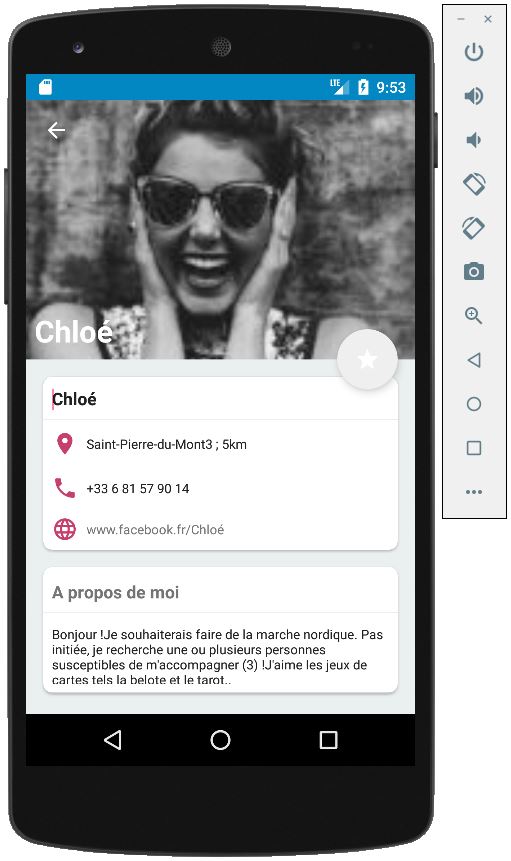 LTE 9:53
Chloé
Chloé
Saint-Pierre-du-Mont3 ; 5km
+33 6 81 57 90 14
www.facebook.fr/Chloé
A propos de moi
Bonjour !Je souhaiterais faire de la marche nordique. Pas
initiée, je recherche une ou plusieurs personnes
susceptibles de m'accompagner (3) !J'aime les jeux de
cartes tels la belote et le tarot..